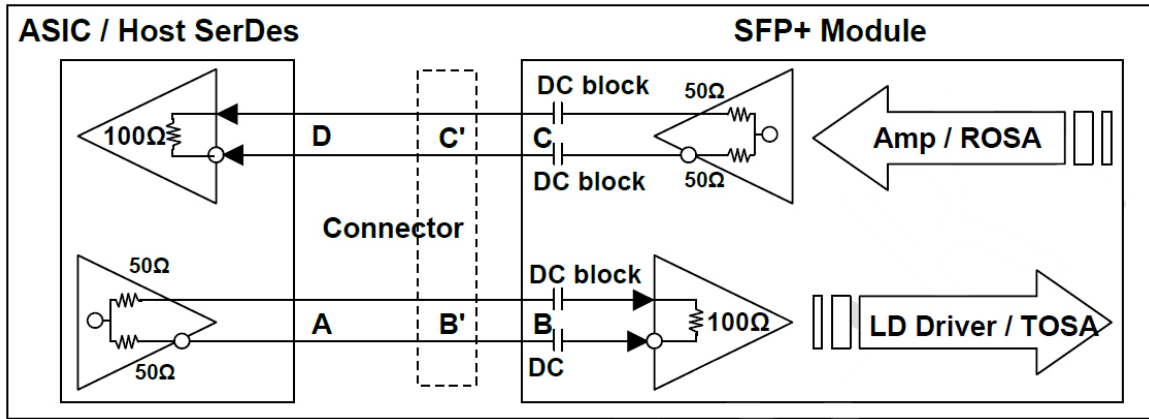 ASIC / Host SerDes
SFP+ Module
DC block
50Ω
100Ω
D
C'
C
Amp / ROSA
DC block
50Ω
Connector
50Ω
DC block
A
B'
B
100Ω
LD Driver / TOSA
50Ω
DC